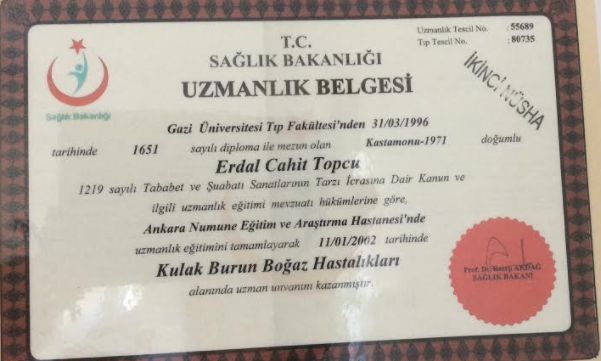 Uzmanlık Tescil No. : 55689
Tıp Tescil No. : 80735
T.C.
SAĞLIK BAKANLIĞI
UZMANLIK BELGESİ
İKİNCİ NÜSHA
Sağlık Bakanlığı
Gazi Üniversitesi Tıp Fakültesi'nden 31/03/1996
tarihinde 1651 sayılı diploma ile mezun olan Kastamonu-1971 doğumlu
Erdal Cahit Topcu
1219 sayılı Tababet ve Şuabatı Sanatlarının Tarzı İcrasına Dair Kanun ve
ilgili uzmanlık eğitimi mevzuatı hükümlerine göre,
Ankara Numune Eğitim ve Araştırma Hastanesi'nde
uzmanlık eğitimini tamamlayarak 11/01/2002 tarihinde
Kulak Burun Boğaz Hastalıkları
alanında uzman unvanını kazanmıştır.
Prof. Dr. Recep AKDAĞ
SAĞLIK BAKANI